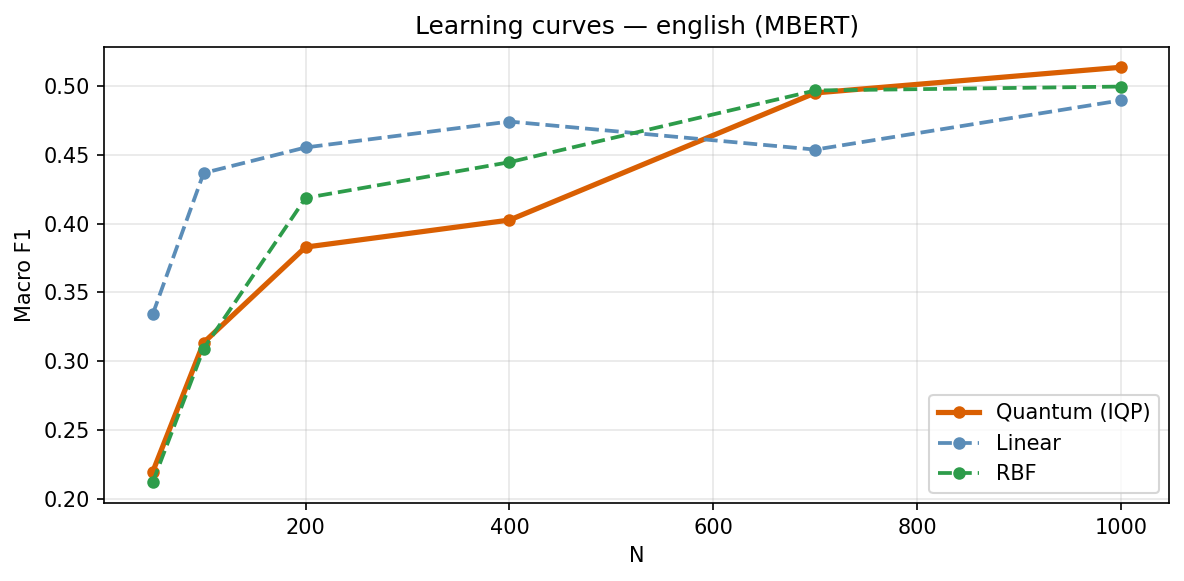 Learning curves — english (MBERT)
Macro F1
0.50
0.45
0.40
0.35
0.30
0.25
0.20
200
400
600
800
1000
N
Quantum (IQP)
Linear
RBF